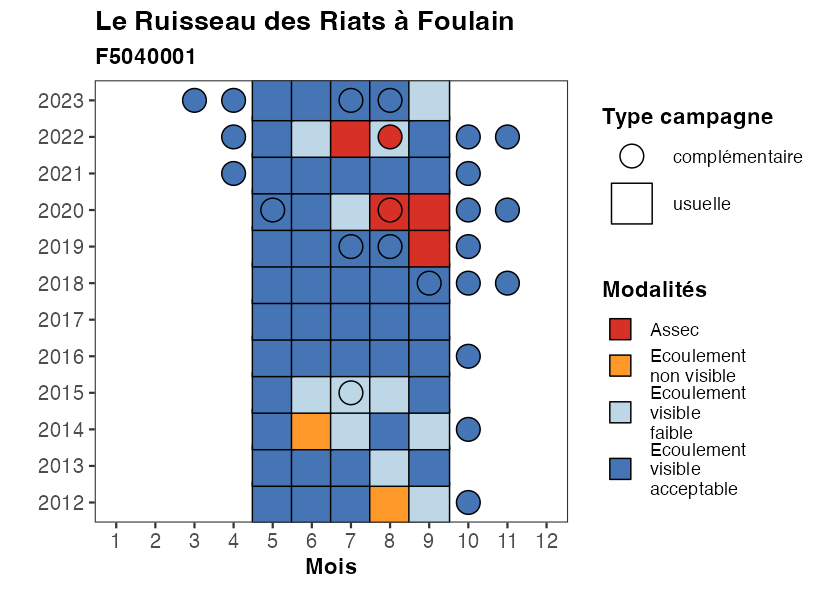 Le Ruisseau des Riats à Foulain
F5040001
2023
2022
2021
2020
2019
2018
2017
2016
2015
2014
2013
2012
1 2 3 4 5 6 7 8 9 10 11 12
Mois
Type campagne
complémentaire
usuelle
Modalités
Assec
Ecoulement
non visible
Ecoulement
visible
faible
Ecoulement
visible
acceptable